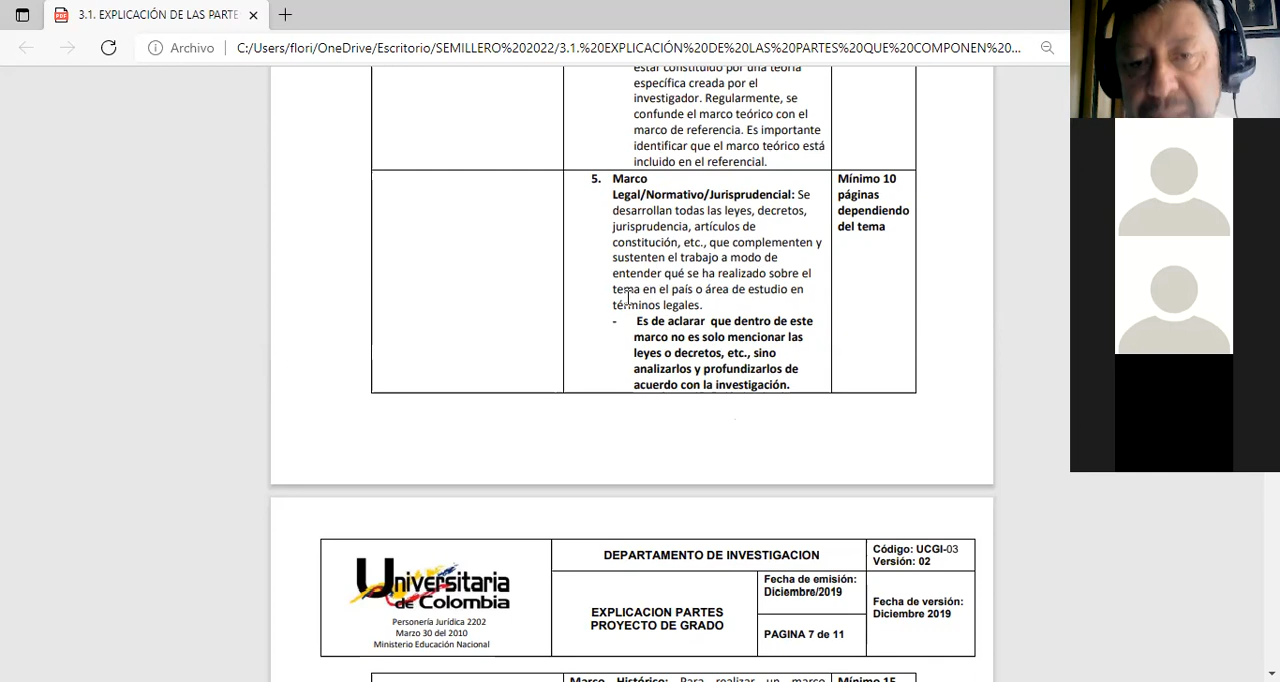 3.1. EXPLICACIÓN DE LAS PARTE
Archivo
C:/Users/flori/OneDrive/Escritorio/SEMILLERO%202022/3.1.%20EXPLICACIÓN%20DE%20LAS%20PARTES%20QUE%20COMPONEN%20...
estar constituido por una teoría
específica creada por el
investigador. Regularmente, se
confunde el marco teórico con el
marco de referencia. Es importante
identificar que el marco teórico está
incluido en el referencial.
5. Marco
Legal/Normativo/Jurisprudencial: Se
desarrollan todas las leyes, decretos,
jurisprudencia, artículos de
constitución, etc., que complementen y
sustenten el trabajo a modo de
entender qué se ha realizado sobre el
tema en el país o área de estudio en
términos legales.
- Es de aclarar que dentro de este
marco no es solo mencionar las
leyes o decretos, etc., sino
analizarlos y profundizarlos de
acuerdo con la investigación.
Mínimo 10
páginas
dependiendo
del tema
Universitaria
de Colombia
Personería Jurídica 2202
Marzo 30 del 2010
Ministerio Educación Nacional
DEPARTAMENTO DE INVESTIGACION
EXPLICACION PARTES
PROYECTO DE GRADO
Código: UCGI-03
Versión: 02
Fecha de emisión:
Diciembre/2019
PAGINA 7 de 11
Fecha de versión:
Diciembre 2019
Marco Histórico: Para realizar un marco
Mínimo 15